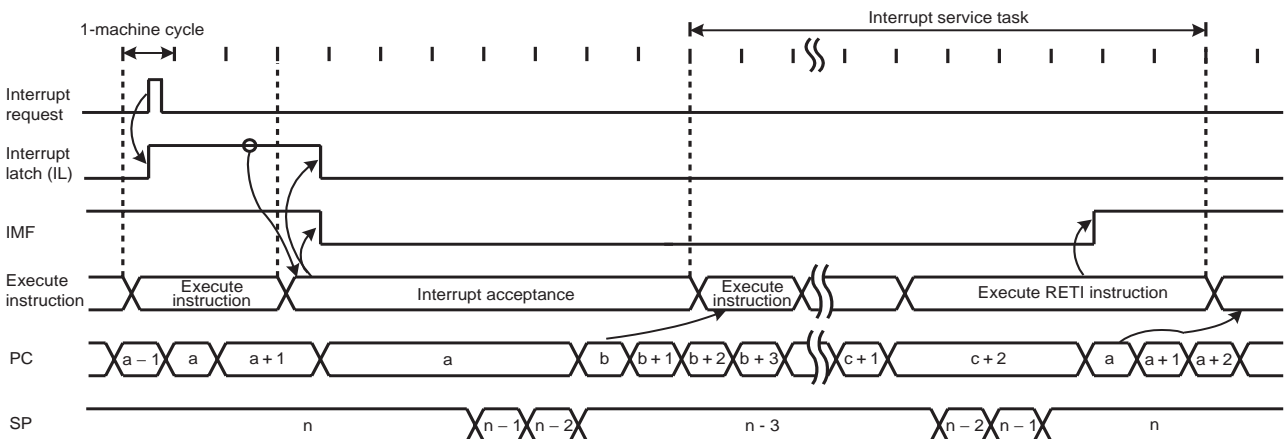 Interrupt service task
1-machine cycle
Interrupt
request
Interrupt
latch (IL)
IMF
Execute
instruction
Execute
instruction
Interrupt acceptance
Execute
instruction
Execute RETI instruction
PC
a − 1
a
a + 1
a
b
b + 1
b + 2
b + 3
c + 1
c + 2
a
a + 1
a + 2
SP
n
n − 1
n − 2
n - 3
n − 2
n − 1
n